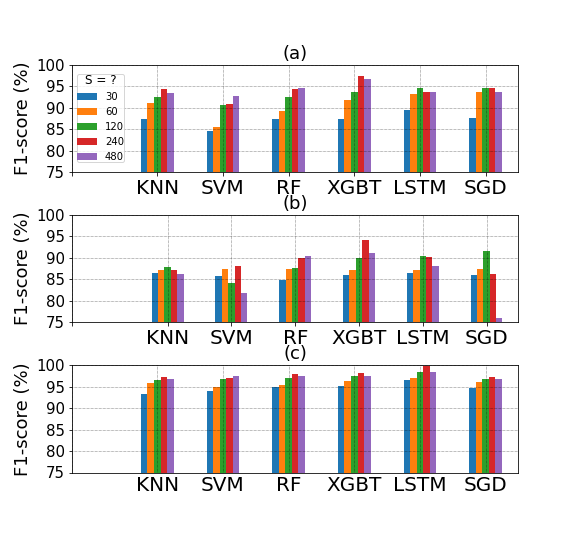 (a)
F1-score (%)
100
95
90
85
80
75
S = ?
30
60
120
240
480
KNN SVM RF XGBT LSTM SGD
(b)
F1-score (%)
100
95
90
85
80
75
KNN SVM RF XGBT LSTM SGD
(c)
F1-score (%)
100
95
90
85
80
75
KNN SVM RF XGBT LSTM SGD